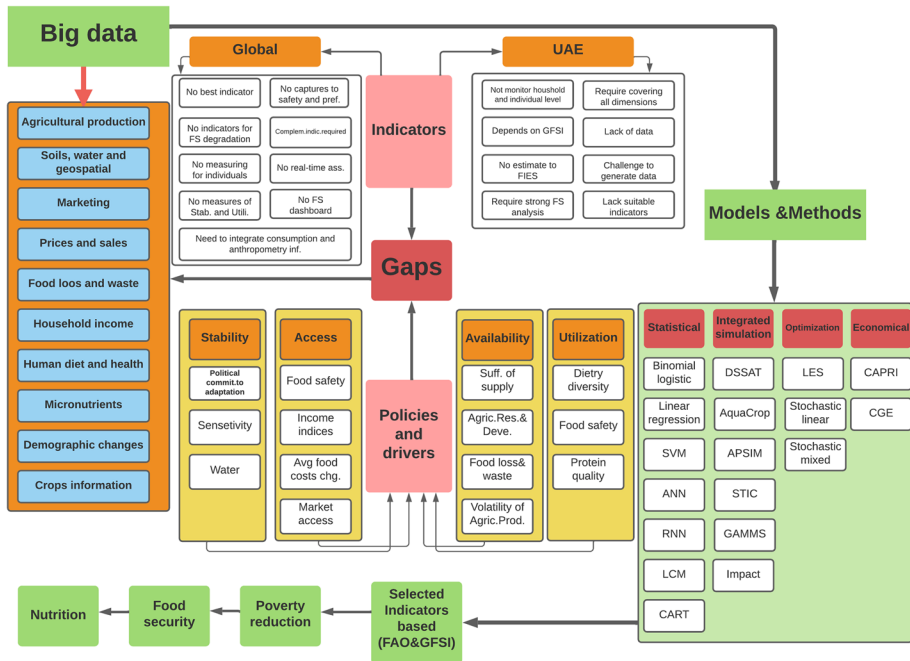 Big data
Agricultural production
Soils, water and
geospatial
Marketing
Prices and sales
Food loos and waste
Household income
Human diet and health
Micronutrients
Demographic changes
Crops information
Global
No best indicator
No captures to
safety and pref.
No indicators for
FS degradation
Complem.indic.required
No measuring
for individuals
No real-time ass.
No measures of
Stab. and Utili.
No FS
dashboard
Need to integrate consumption and
anthropometry inf.
Indicators
UAE
Not monitor houshold
and individual level
Require covering
all dimensions
Depends on GFSI
Lack of data
No estimate to
FIES
Challenge to
generate data
Require strong FS
analysis
Lack suitable
indicators
Gaps
Models &Methods
Stability
Political
commit.to
adaptation
Sensetivity
Water
Access
Food safety
Income
indices
Avg food
costs chg.
Market
access
Policies
and
drivers
Availability
Suff. of
supply
Agric.Res.&
Deve.
Food loss&
waste
Volatility of
Agric.Prod.
Utilization
Dietry
diversity
Food safety
Protein
quality
Statistical
Binomial
logistic
Linear
regression
SVM
ANN
RNN
LCM
CART
Integrated
simulation
DSSAT
AquaCrop
APSIM
STIC
GAMMS
Impact
Optimization
LES
Stochastic
linear
Stochastic
mixed
Economical
CAPRI
CGE
Selected
Indicators
based
(FAO&GFSI)
Poverty
reduction
Food
security
Nutrition